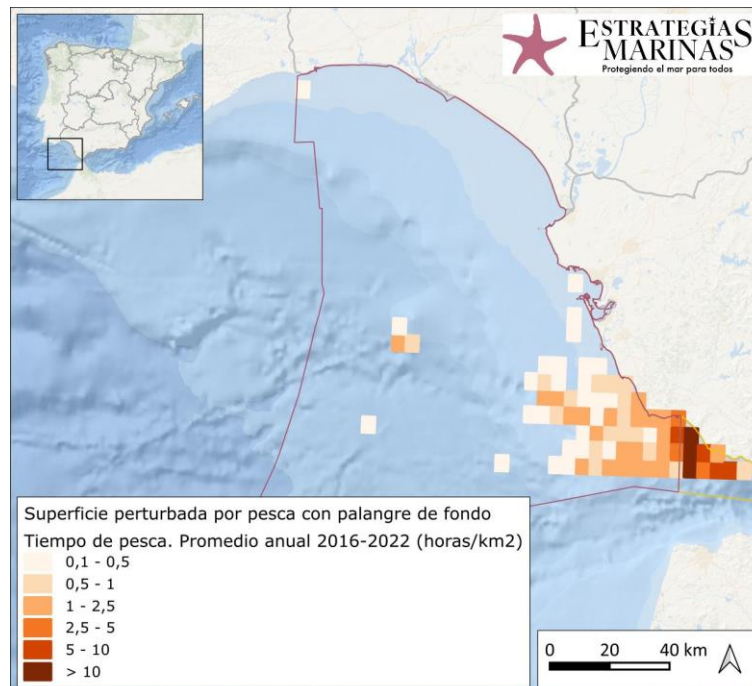 ESTRATEGIAS
MARINAS
Protegiendo el mar para todos
Superficie perturbada por pesca con palangre de fondo
Tiempo de pesca. Promedio anual 2016-2022 (horas/km2)
0,1 - 0,5
0,5 - 1
1 - 2,5
2,5 - 5
5 - 10
> 10
0 20 40 km